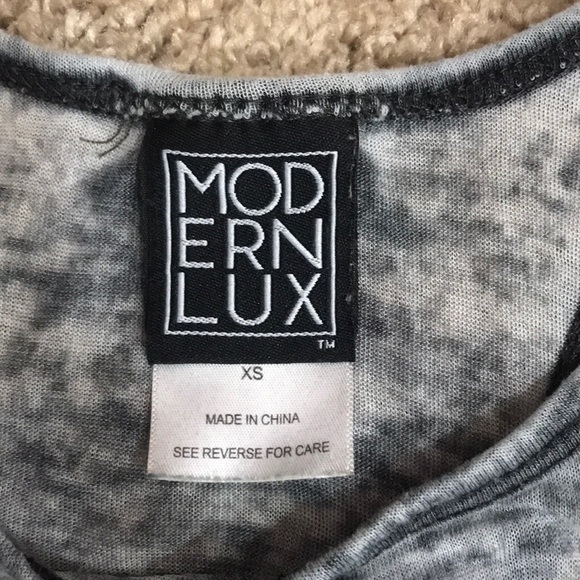 MOD
ERN
LUX
TM
XS
MADE IN CHINA
SEE REVERSE FOR CARE